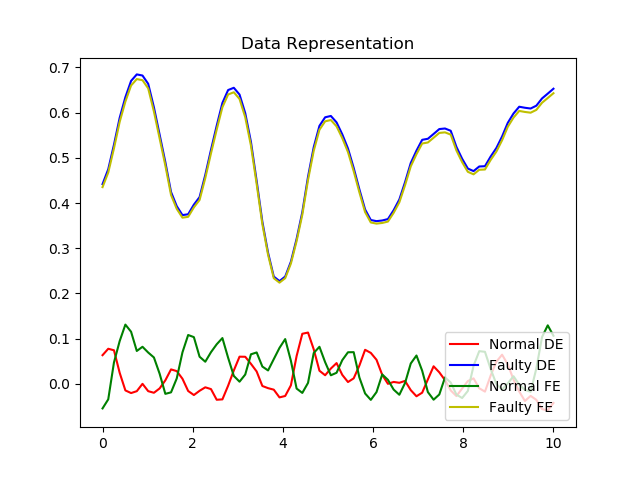 Data Representation
0.7
0.6
0.5
0.4
0.3
0.2
0.1
0.0
Normal DE
Faulty DE
Normal FE
Faulty FE
0 2 4 6 8 10